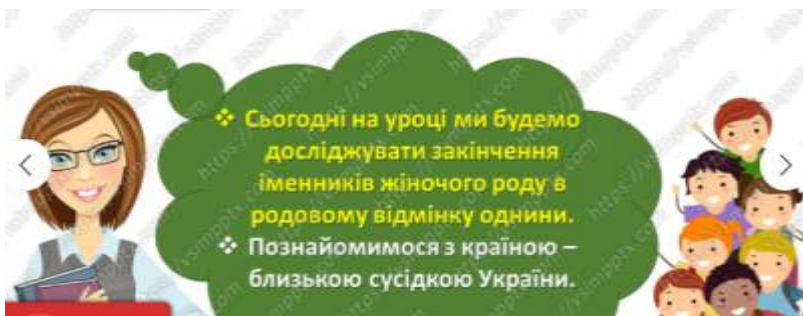 ❖ Сьогодні на уроці ми будемо
досліджувати закінчення
іменників жіночого роду в
родовому відмінку однини.
❖ Познайомимося з країною –
близькою сусідкою України.